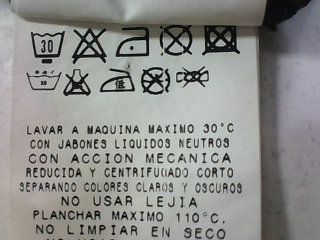 30
30
低
LAVAR A MAQUINA MAXIMO 30°C
CON JABONES LIQUIDOS NEUTROS
CON ACCION MECANICA
REDUCIDA Y CENTRIFUGADO CORTO
SEPARANDO COLORES CLAROS Y OSCUROS
NO USAR LEJIA
PLANCHAR MAXIMO 110°C.
NO LIMPIAR EN SECO